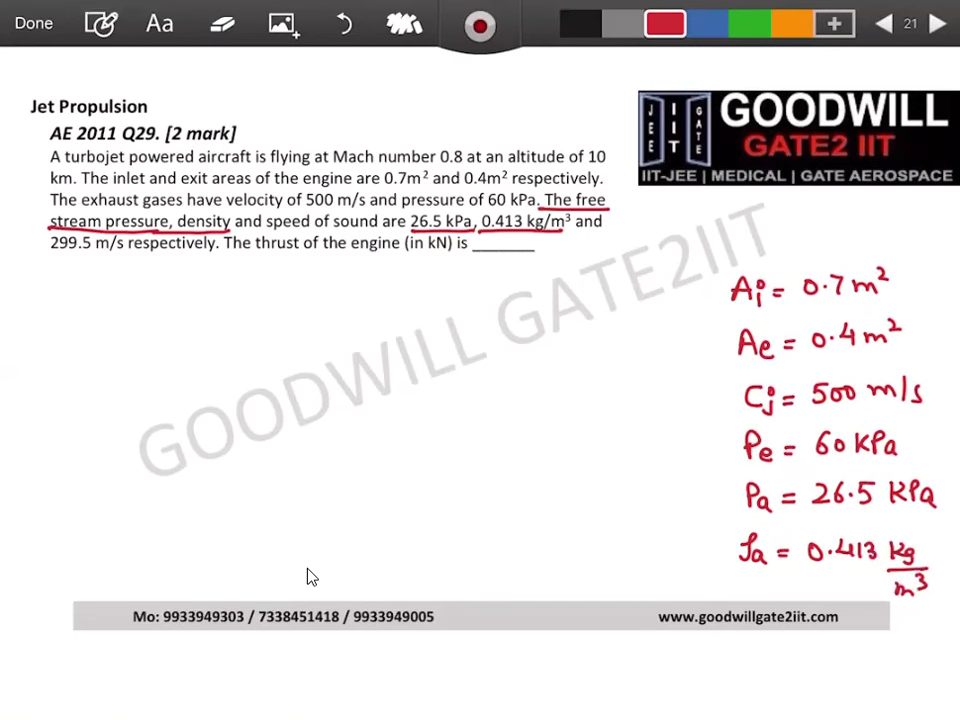 Done
Aa
21
Jet Propulsion
AE 2011 Q29. [2 mark]
A turbojet powered aircraft is flying at Mach number 0.8 at an altitude of 10
km. The inlet and exit areas of the engine are 0.7m² and 0.4m² respectively.
The exhaust gases have velocity of 500 m/s and pressure of 60 kPa. The free
stream pressure, density and speed of sound are 26.5 kPa, 0.413 kg/m³ and
299.5 m/s respectively. The thrust of the engine (in kN) is _______
JEE IIT GATE
GOODWILL
GATE2 IIT
IIT-JEE | MEDICAL | GATE AEROSPACE
GOODWILL GATE2IIT
Ai = 0.7 m²
Ae = 0.4 m²
Cj = 500 m/s
Pe = 60 KPa
Pa = 26.5 KPa
ρa = 0.413 kg/m³
Mo: 9933949303 / 7338451418 / 9933949005
www.goodwillgate2iit.com